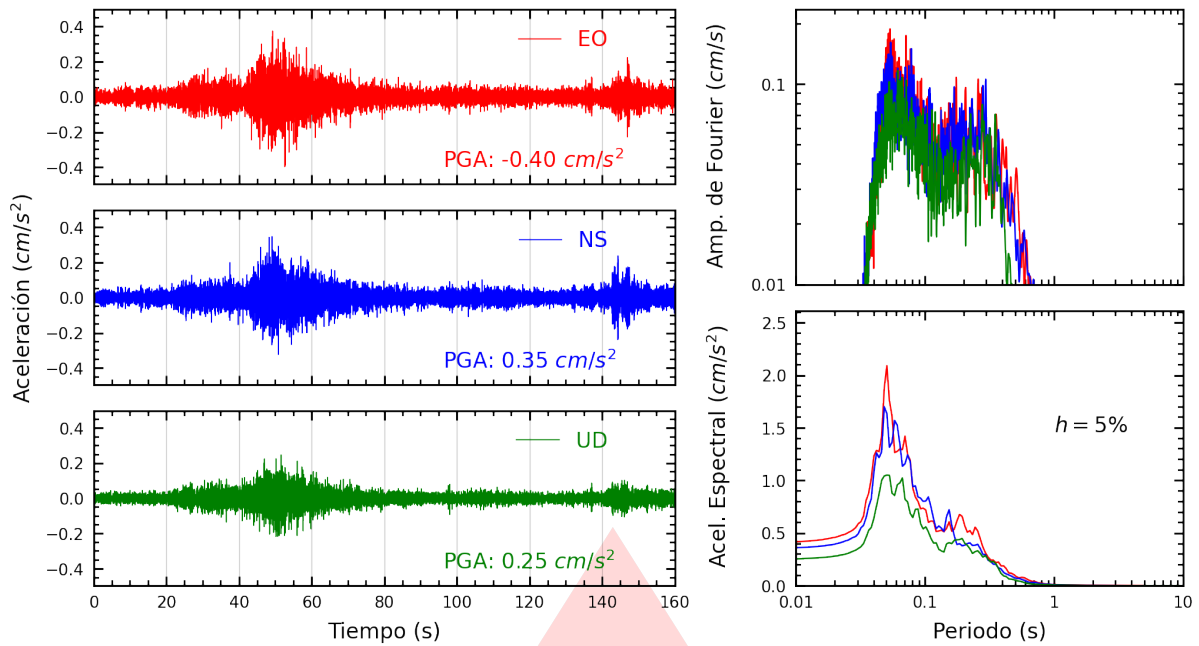 Aceleración (cm/s²)
0.4
0.2
0.0
−0.2
−0.4
EO
PGA: -0.40 cm/s²
0.4
0.2
0.0
−0.2
−0.4
NS
PGA: 0.35 cm/s²
0.4
0.2
0.0
−0.2
−0.4
UD
PGA: 0.25 cm/s²
0 20 40 60 80 100 120 140 160
Tiempo (s)
Amp. de Fourier (cm/s)
0.1
0.01
Acel. Espectral (cm/s²)
2.5
2.0
1.5
1.0
0.5
0.0
h = 5%
0.01 0.1 1 10
Periodo (s)